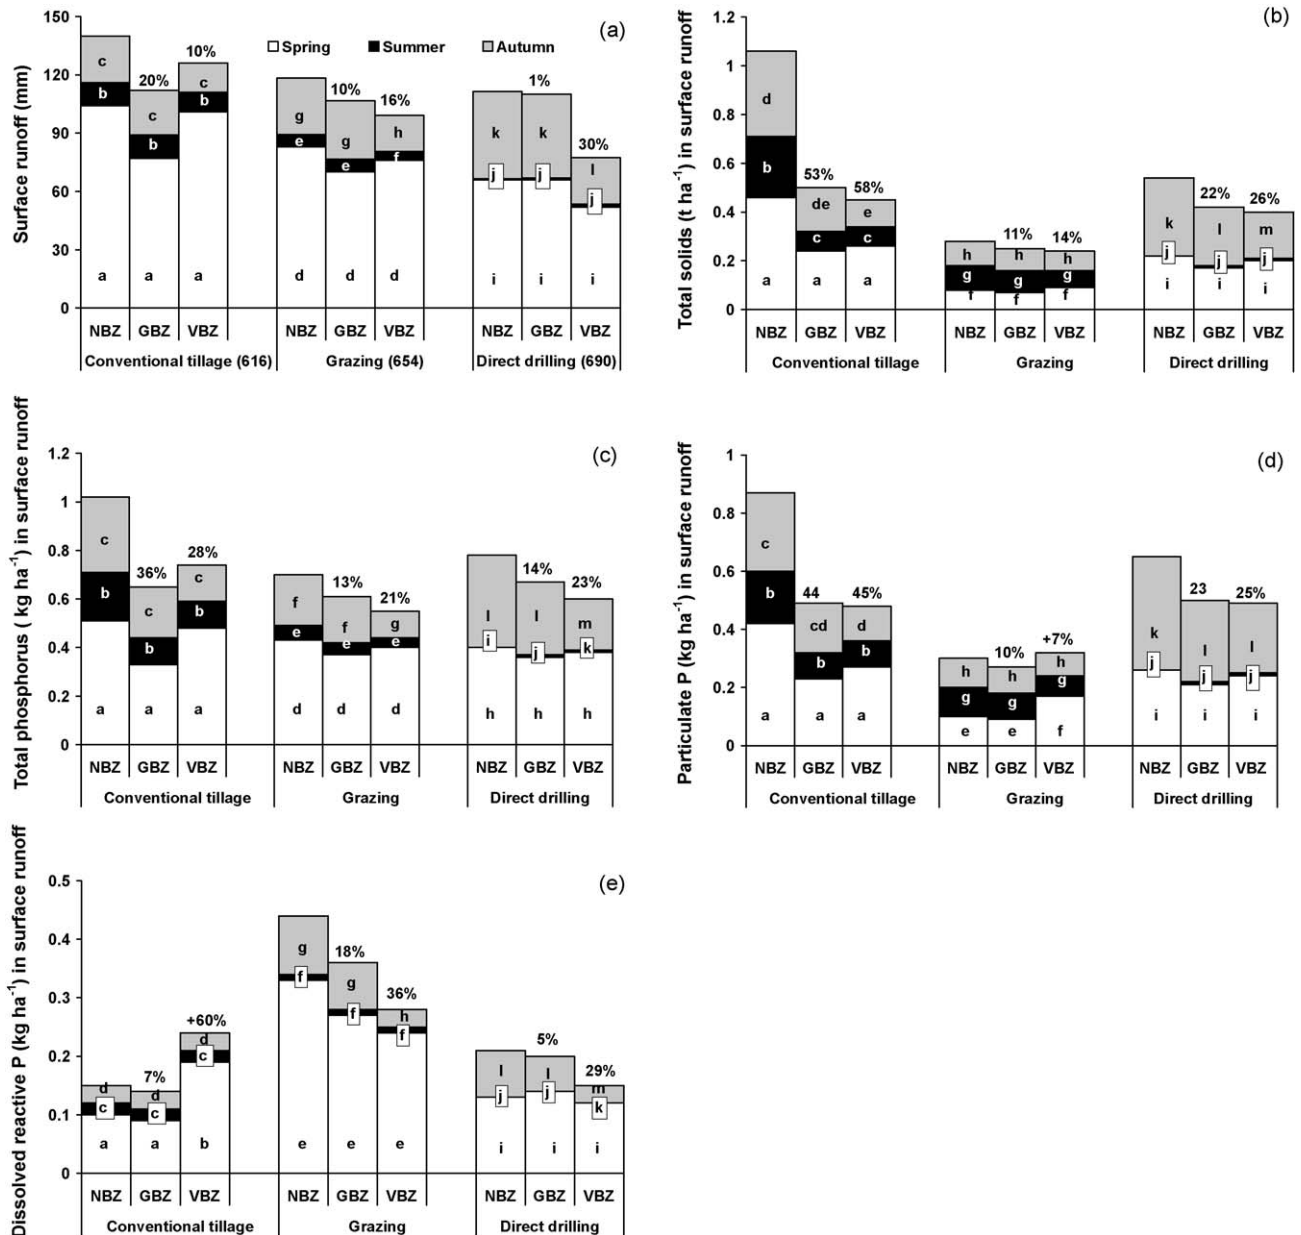 (a)
Surface runoff (mm)
150
120
90
60
30
0
Spring Summer Autumn
20% 10%
10% 16%
1% 30%
c c c
b b b
a a a
g g h
e e f
d d d
k k l
j j j
i i i
NBZ GBZ VBZ NBZ GBZ VBZ NBZ GBZ VBZ
Conventional tillage (616) Grazing (654) Direct drilling (690)
(b)
Total solids (t ha⁻¹) in surface runoff
1.2
1
0.8
0.6
0.4
0.2
0
53% 58%
11% 14%
22% 26%
d de e
b c c
a a a
h h h
g g g
f f f
k l m
j j j
i i i
NBZ GBZ VBZ NBZ GBZ VBZ NBZ GBZ VBZ
Conventional tillage Grazing Direct drilling
(c)
Total phosphorus ( kg ha⁻¹) in surface runoff
1.2
1
0.8
0.6
0.4
0.2
0
36% 28%
13% 21%
14% 23%
c c c
b b b
a a a
f f g
e e e
d d d
l l m
i j k
h h h
NBZ GBZ VBZ NBZ GBZ VBZ NBZ GBZ VBZ
Conventional tillage Grazing Direct drilling
(d)
Particulate P (kg ha⁻¹) in surface runoff
1
0.8
0.6
0.4
0.2
0
44 45%
10% +7%
23 25%
c cd d
b b b
a a a
h h h
g g g
e e f
k l l
j j j
i i i
NBZ GBZ VBZ NBZ GBZ VBZ NBZ GBZ VBZ
Conventional tillage Grazing Direct drilling
(e)
Dissolved reactive P (kg ha⁻¹) in surface runoff
0.5
0.4
0.3
0.2
0.1
0
7% +60%
18% 36%
5% 29%
d d d
c c c
a a b
g g h
f f f
e e e
l l m
j j k
i i i
NBZ GBZ VBZ NBZ GBZ VBZ NBZ GBZ VBZ
Conventional tillage Grazing Direct drilling